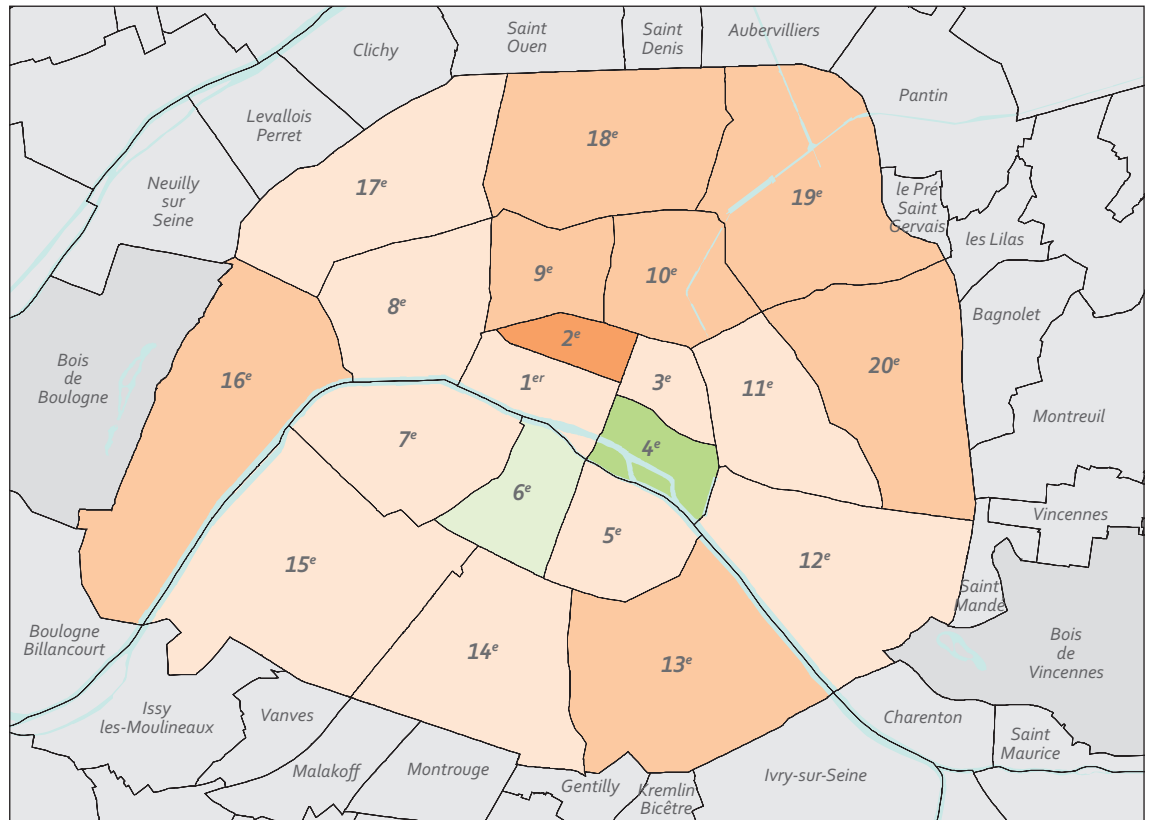 Saint
Ouen
Saint
Denis
Aubervilliers
Clichy
Pantin
Levallois
Perret
18e
17e
Neuilly
sur
Seine
19e
le Pré
Saint
Gervais
les Lilas
9e
10e
8e
Bagnolet
2e
Bois
de
Boulogne
16e
1er
3e
11e
20e
Montreuil
7e
4e
6e
Vincennes
5e
15e
12e
Saint
Mandé
Boulogne
Billancourt
14e
13e
Bois
de
Vincennes
Issy
les-Moulineaux
Vanves
Charenton
Saint
Maurice
Malakoff
Montrouge
Gentilly
Kremlin
Bicêtre
Ivry-sur-Seine